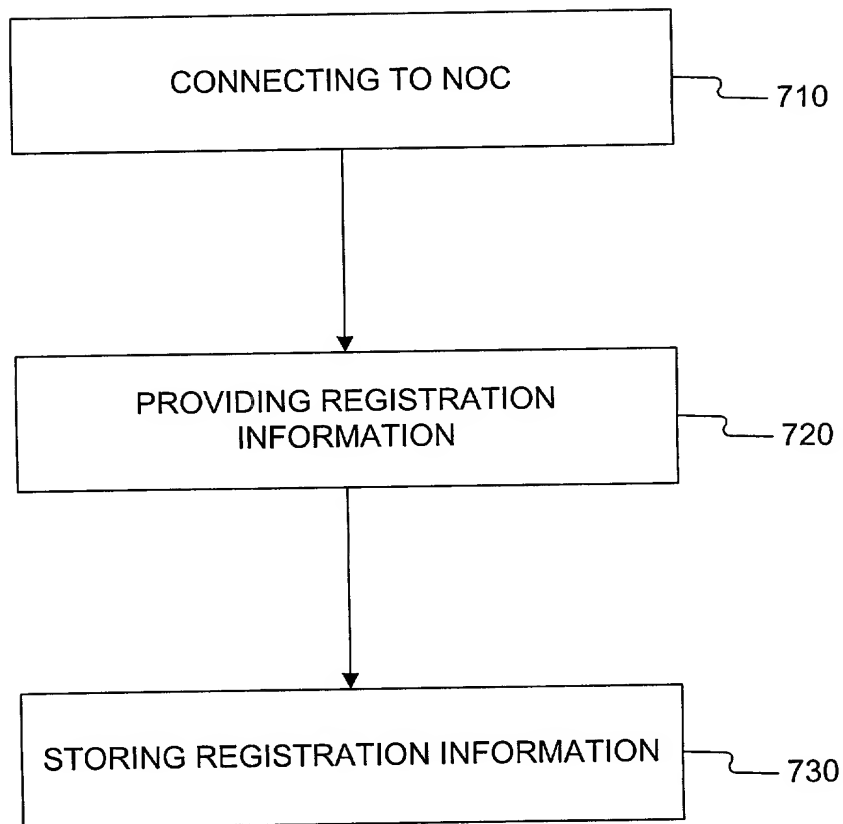 CONNECTING TO NOC
710
PROVIDING REGISTRATION
INFORMATION
720
STORING REGISTRATION INFORMATION
730